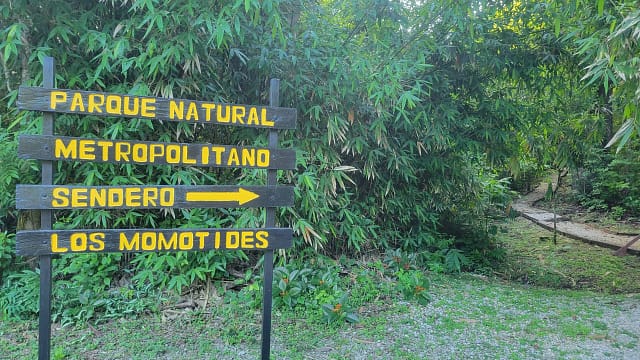 PARQUE NATURAL
METROPOLITANO
SENDERO
LOS MOMOTIDES